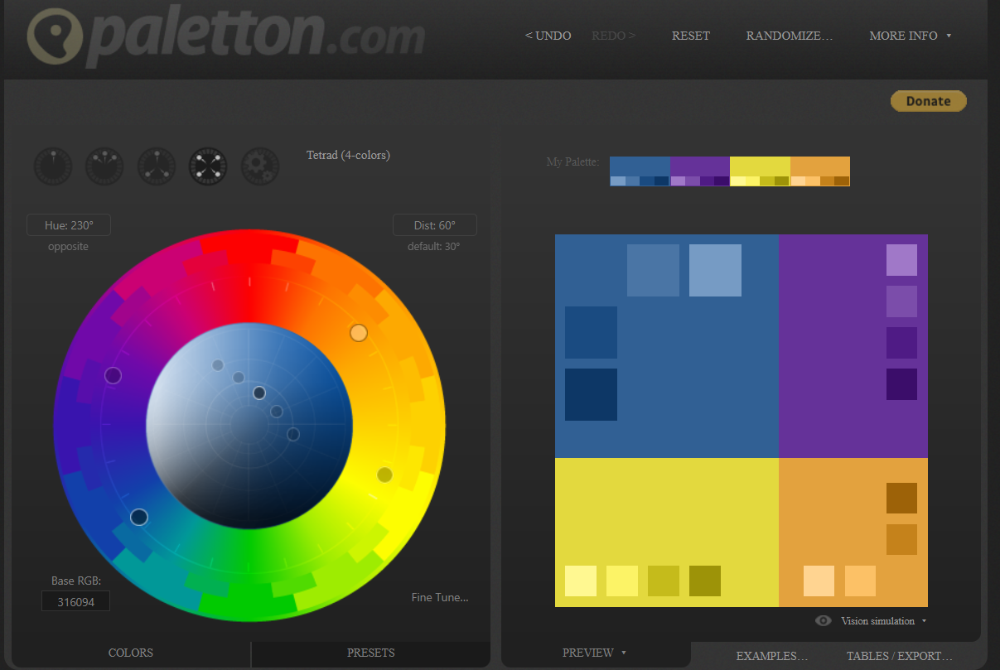 paletton.com
< UNDO REDO > RESET RANDOMIZE... MORE INFO ▼
Donate
Tetrad (4-colors)
My Palette:
Hue: 230°
opposite
Dist: 60°
default: 30°
Base RGB:
316094
Fine Tune...
Vision simulation ▼
COLORS PRESETS
PREVIEW ▼ EXAMPLES... TABLES / EXPORT...